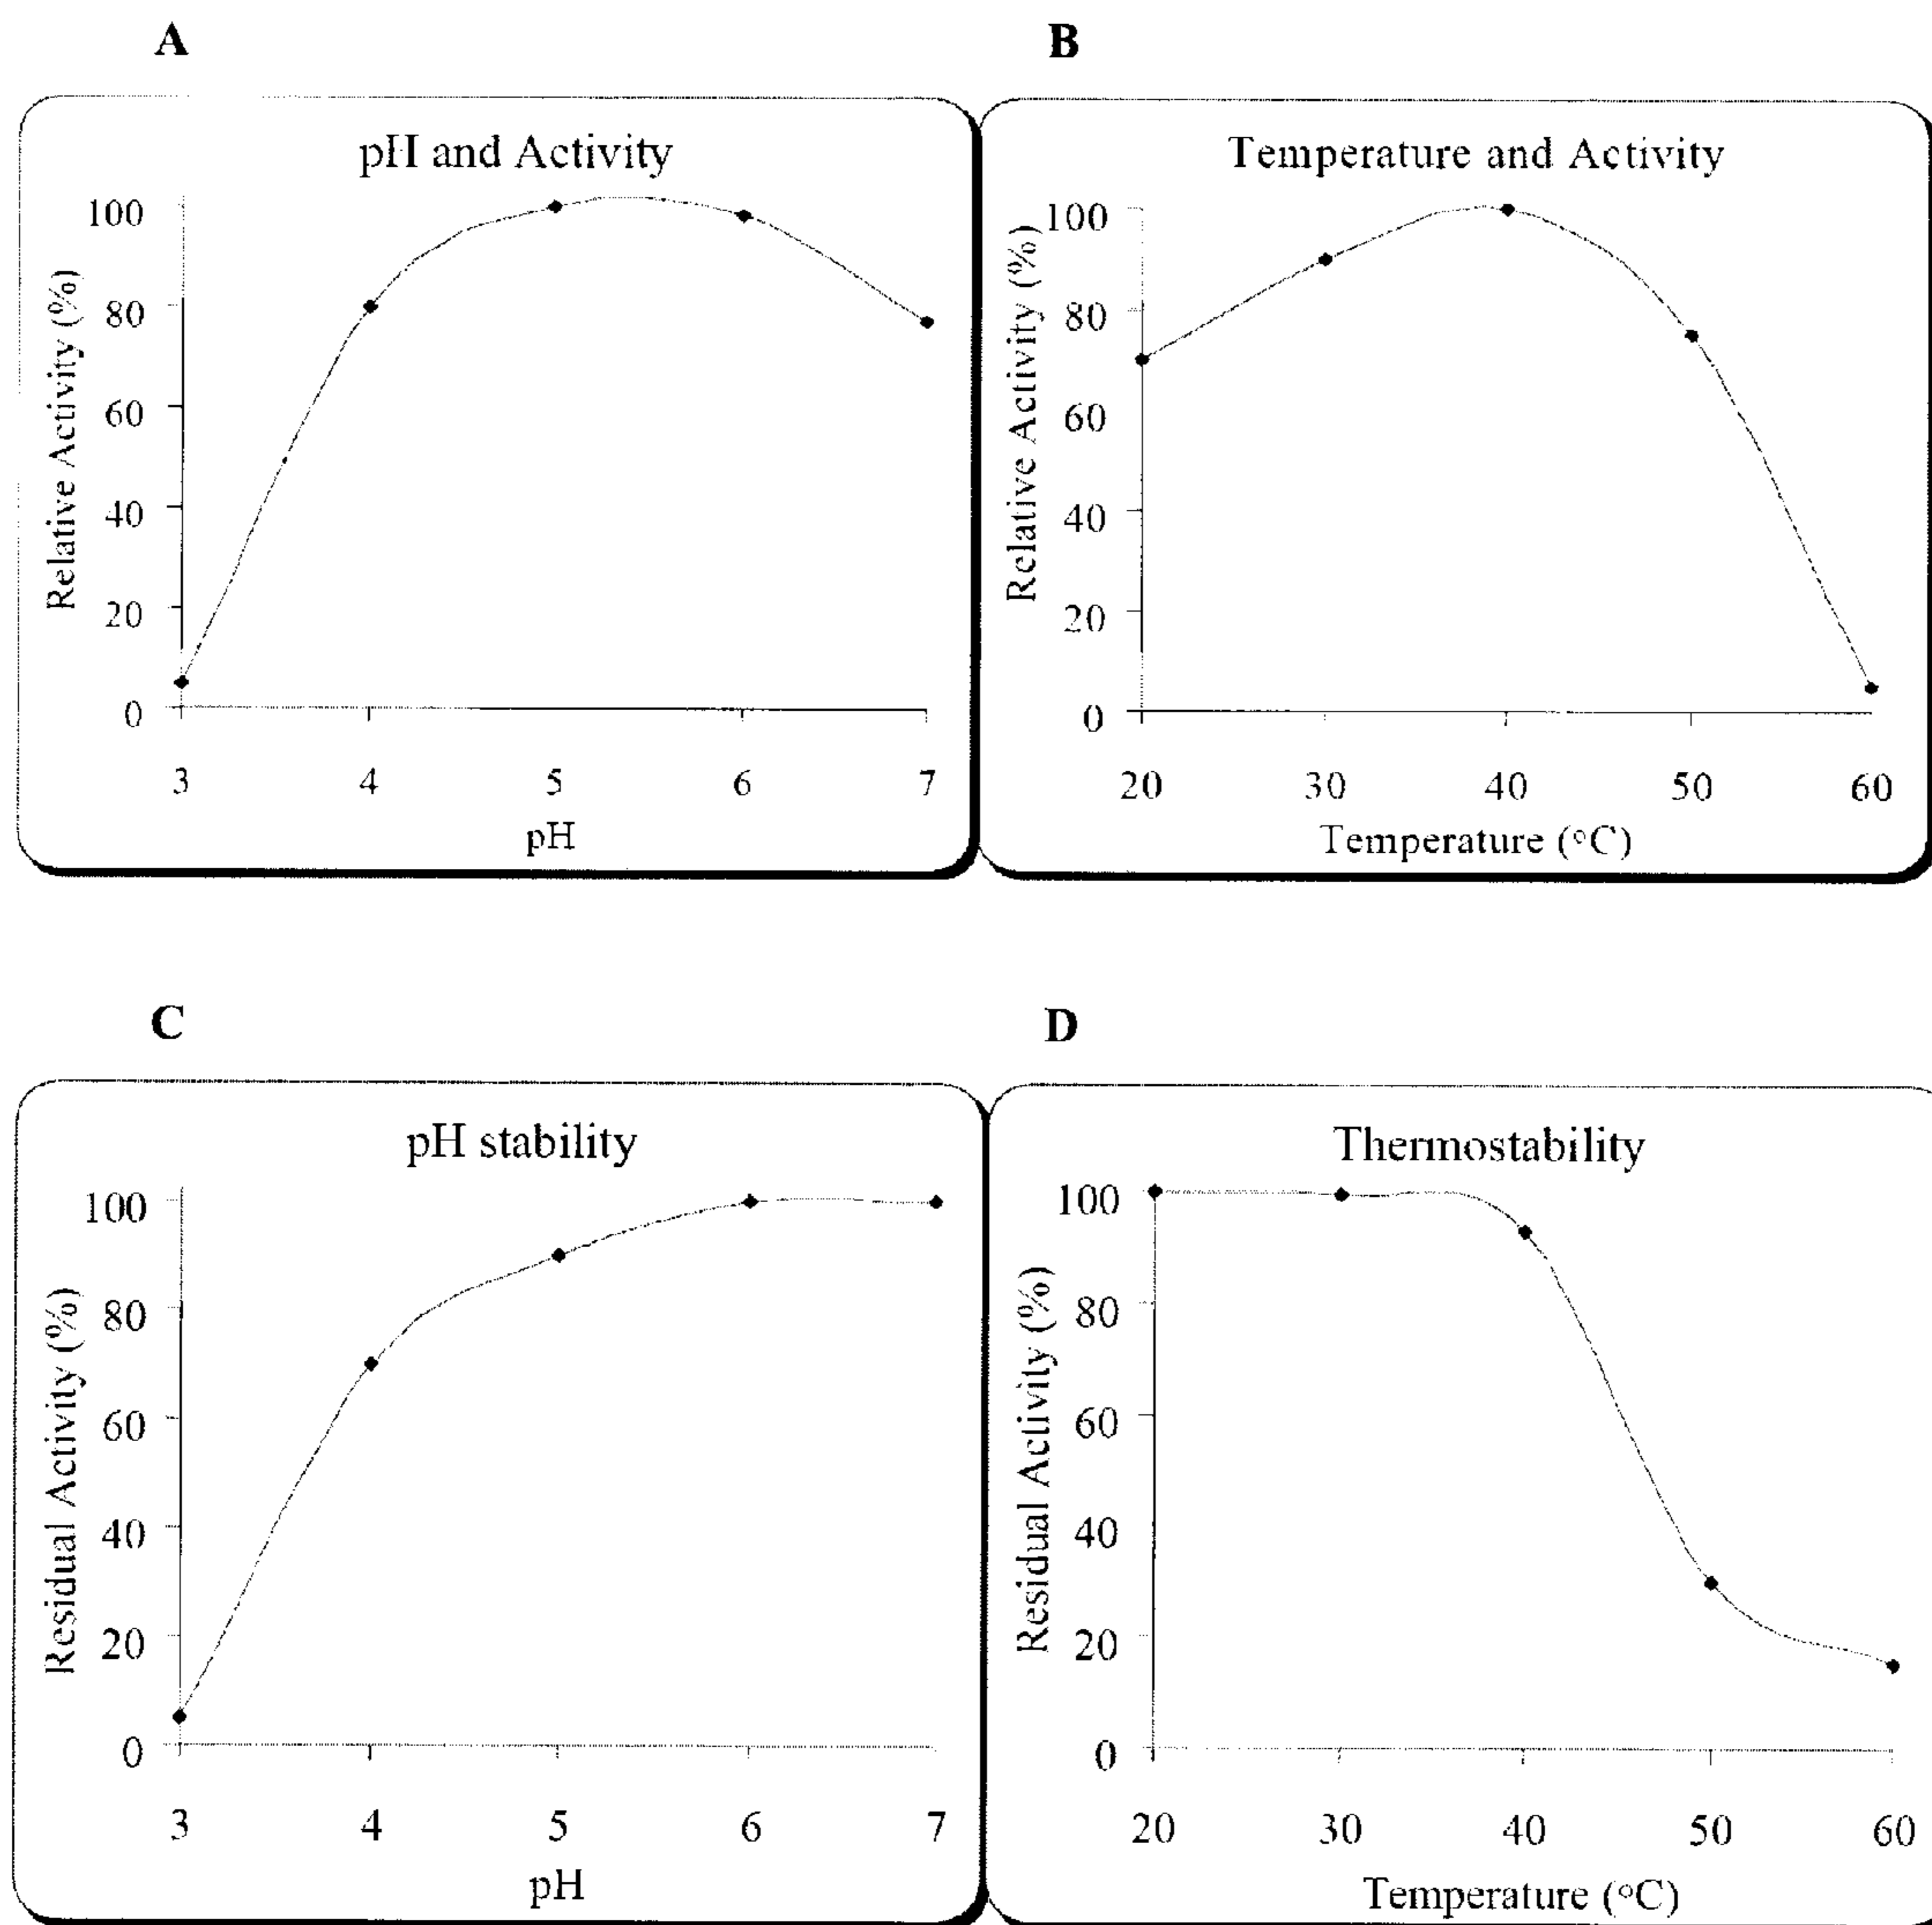 A
pH and Activity
Relative Activity (%)
100
80
60
40
20
0
3 4 5 6 7
pH
B
Temperature and Activity
Relative Activity (%)
100
80
60
40
20
0
20 30 40 50 60
Temperature (°C)
C
pH stability
Residual Activity (%)
100
80
60
40
20
0
3 4 5 6 7
pH
D
Thermostability
Residual Activity (%)
100
80
60
40
20
0
20 30 40 50 60
Temperature (°C)